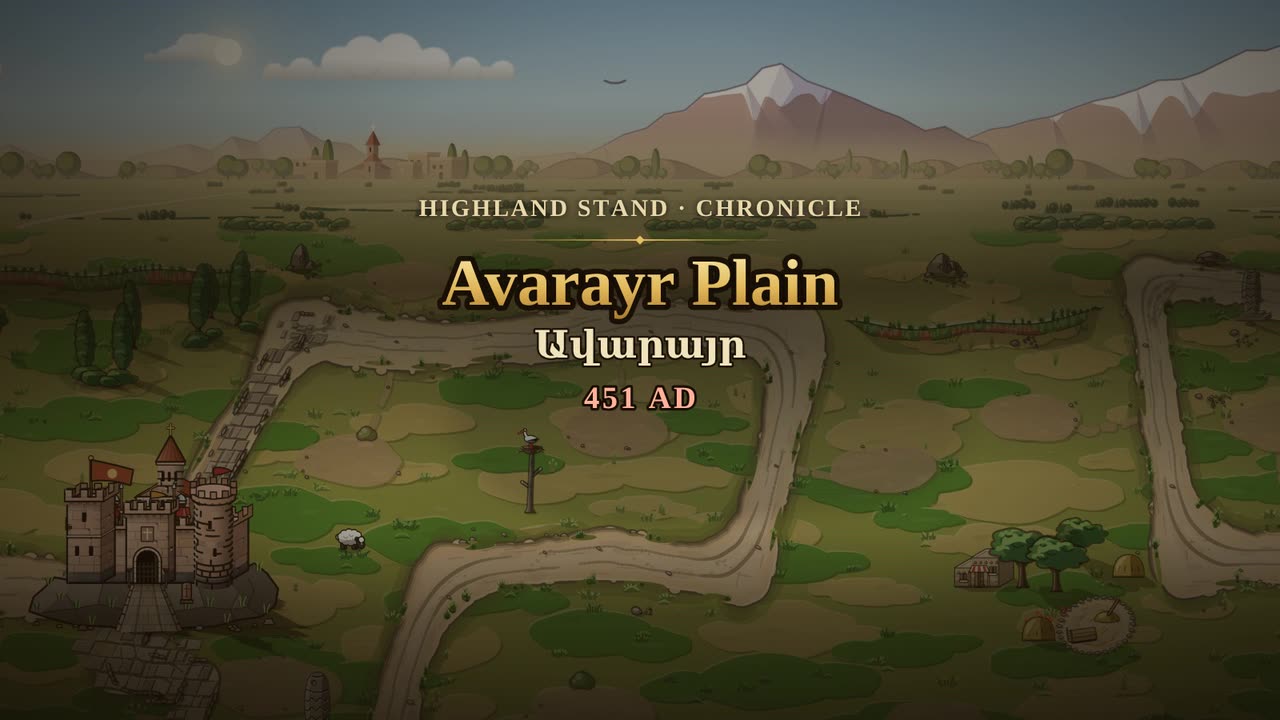 HIGHLAND STAND · CHRONICLE
Avarayr Plain
Ավարայր
451 AD